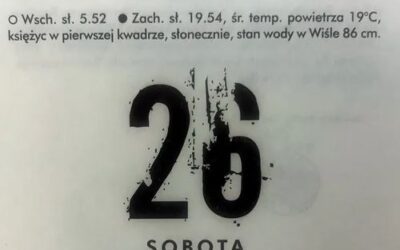 ○ Wsch. sł. 5.52 ● Zach. sł. 19.54, śr. temp. powietrza 19°C,
księżyc w pierwszej kwadrze, słonecznie, stan wody w Wiśle 86 cm.
26
SOBOTA